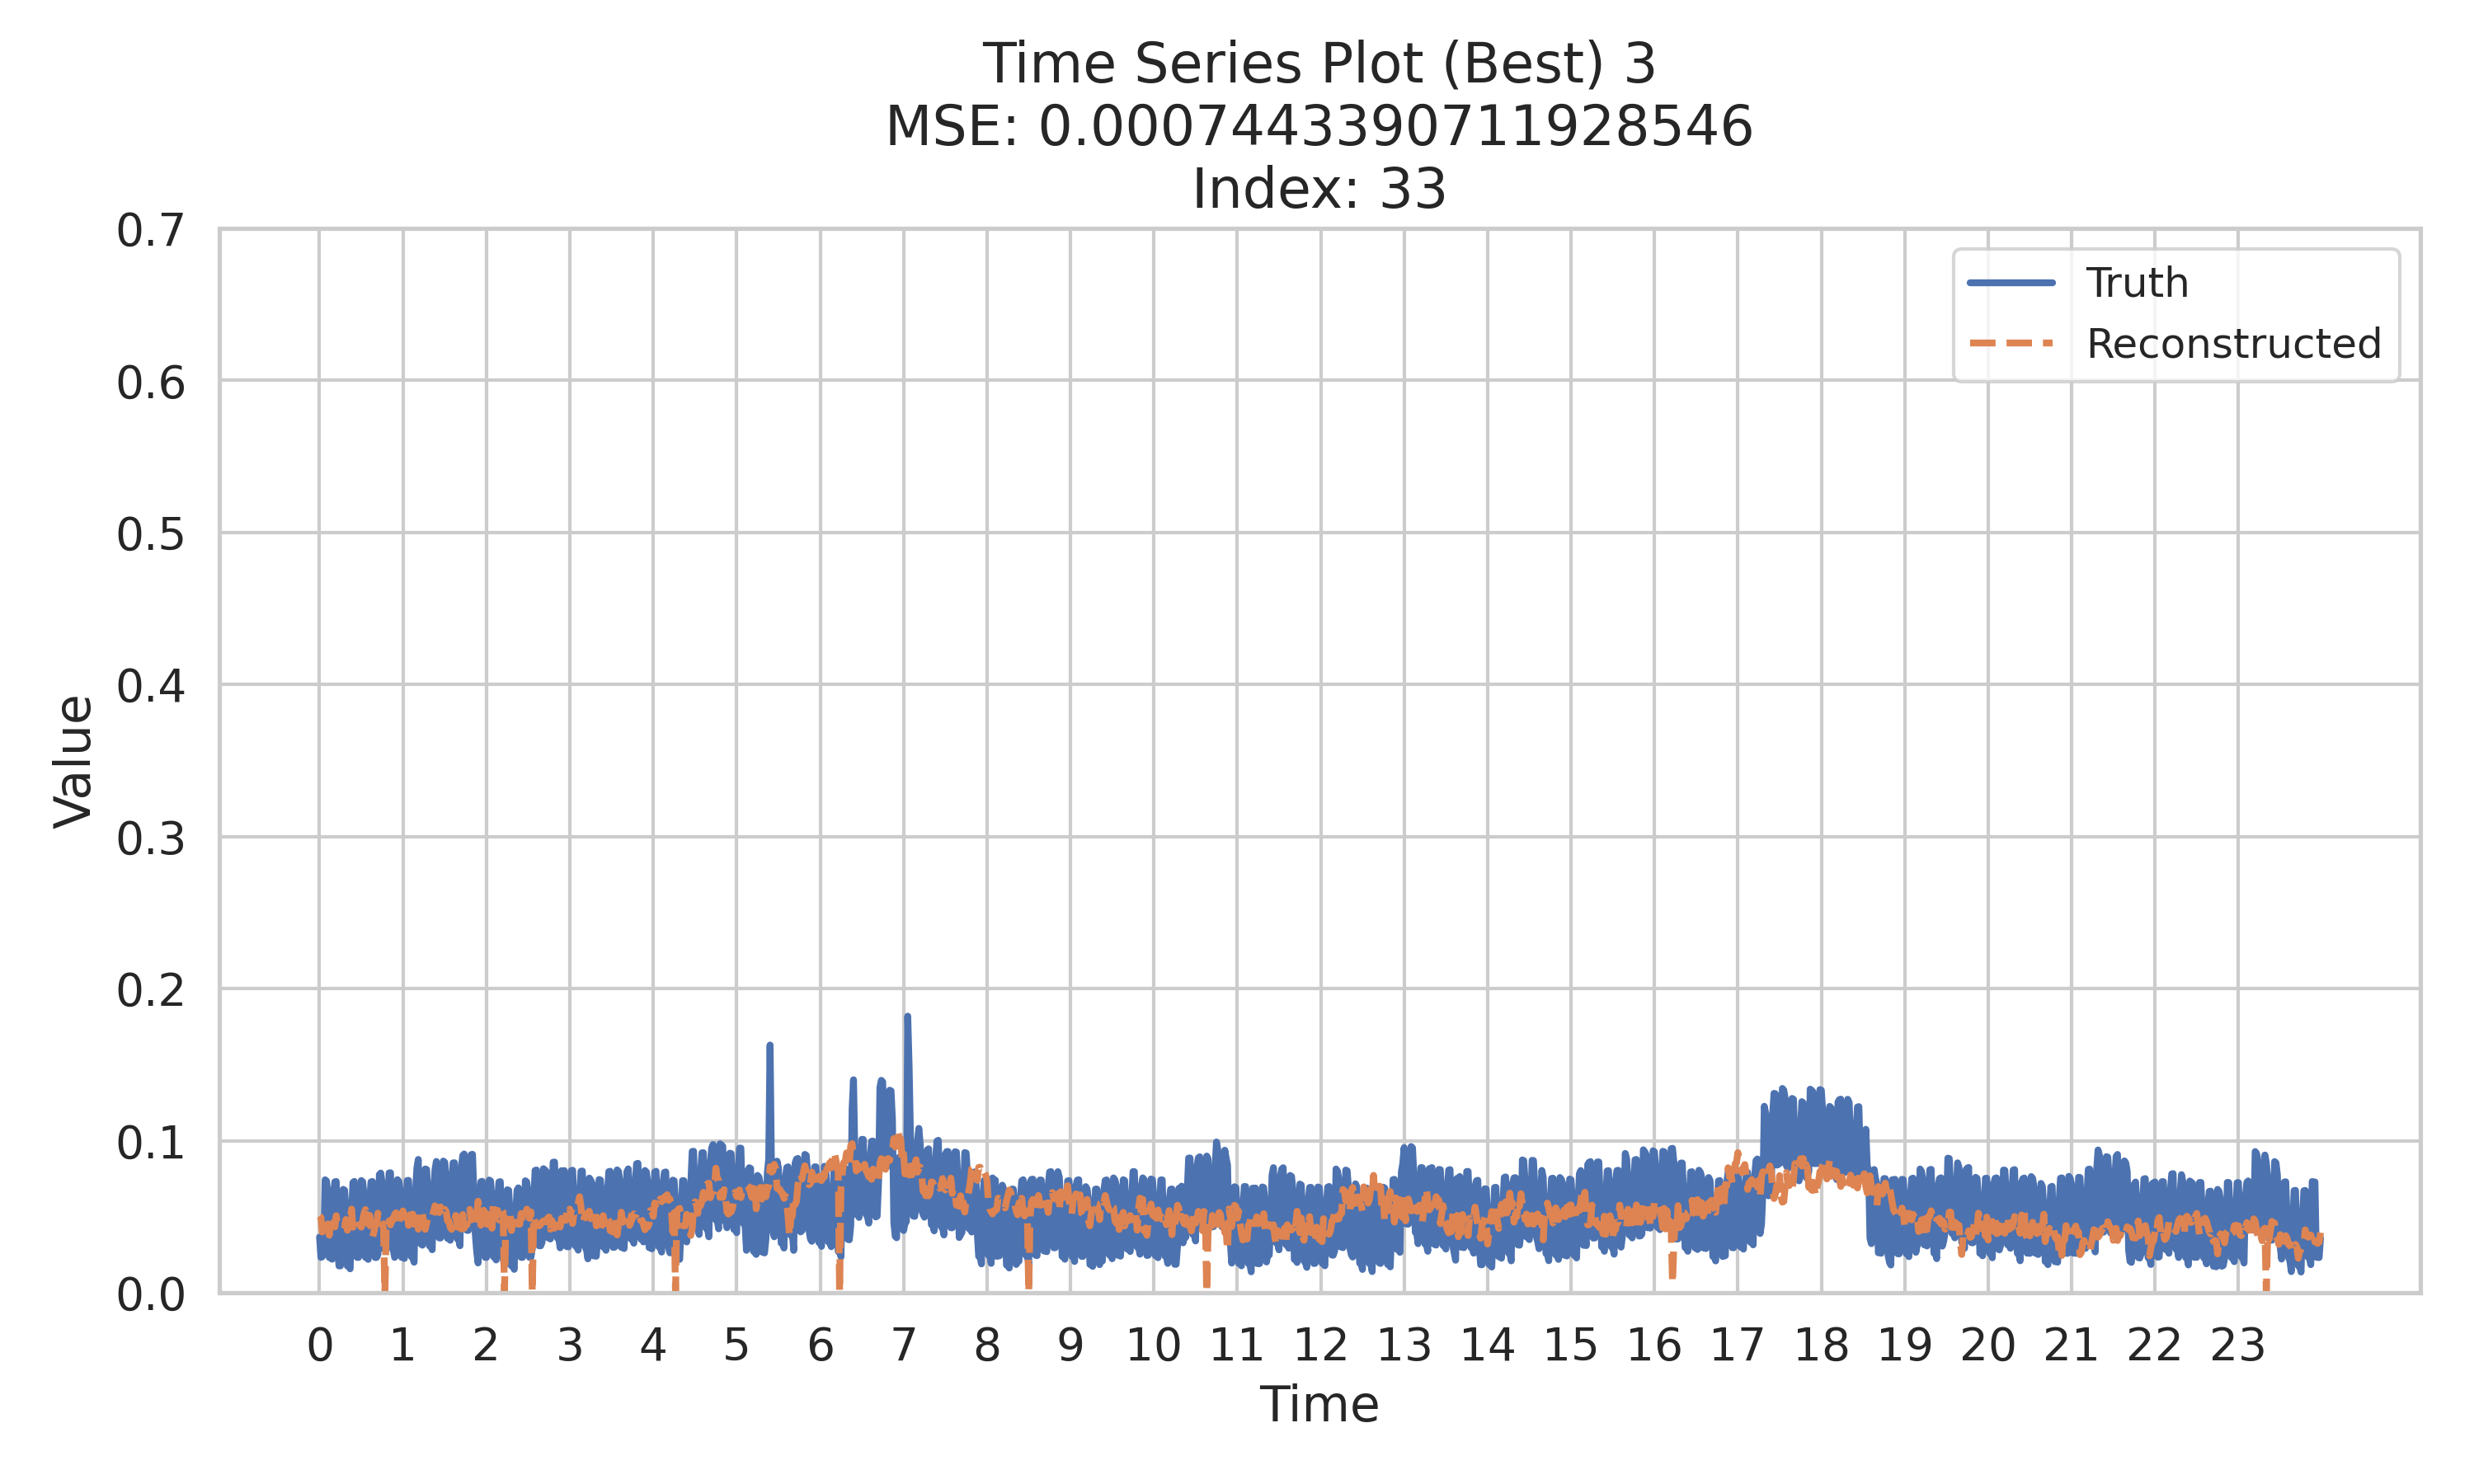 Time Series Plot (Best) 3
MSE: 0.0007443390711928546
Index: 33
0.7
0.6
0.5
0.4
0.3
0.2
0.1
0.0
Value
Truth
Reconstructed
0 1 2 3 4 5 6 7 8 9 10 11 12 13 14 15 16 17 18 19 20 21 22 23
Time